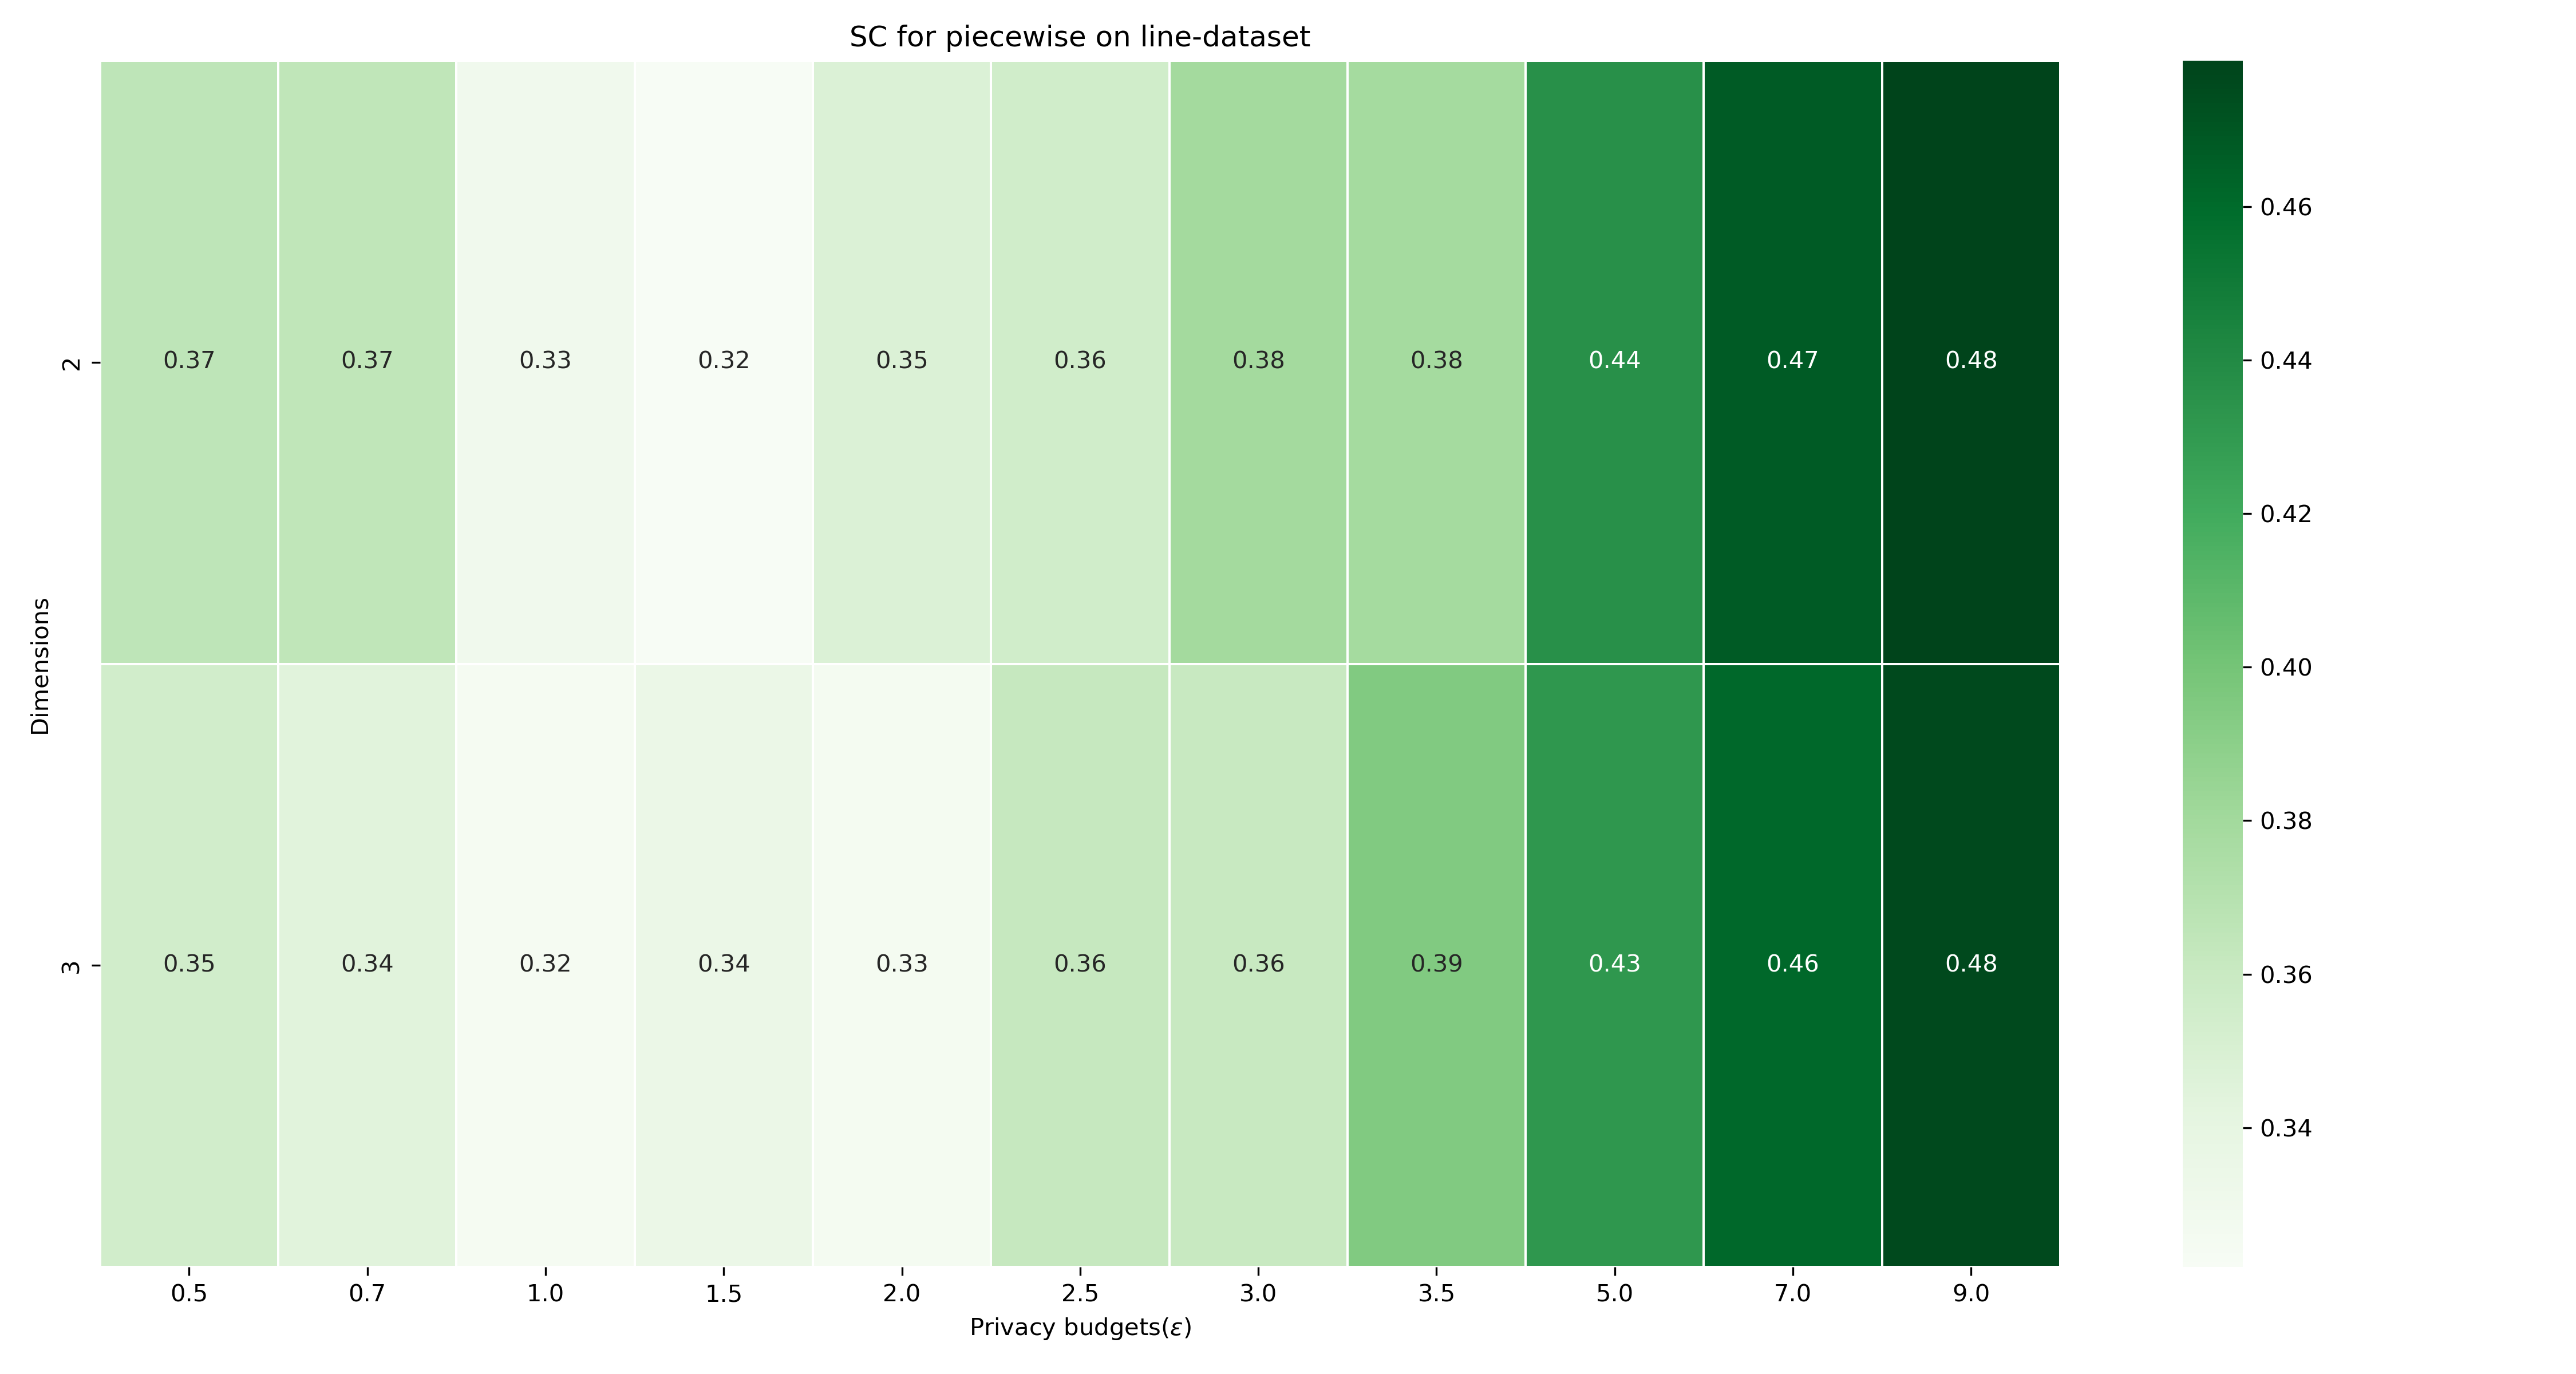 SC for piecewise on line-dataset
Dimensions
2
0.37 0.37 0.33 0.32 0.35 0.36 0.38 0.38 0.44 0.47 0.48
3
0.35 0.34 0.32 0.34 0.33 0.36 0.36 0.39 0.43 0.46 0.48
0.5 0.7 1.0 1.5 2.0 2.5 3.0 3.5 5.0 7.0 9.0
Privacy budgets(ε)
0.46
0.44
0.42
0.40
0.38
0.36
0.34